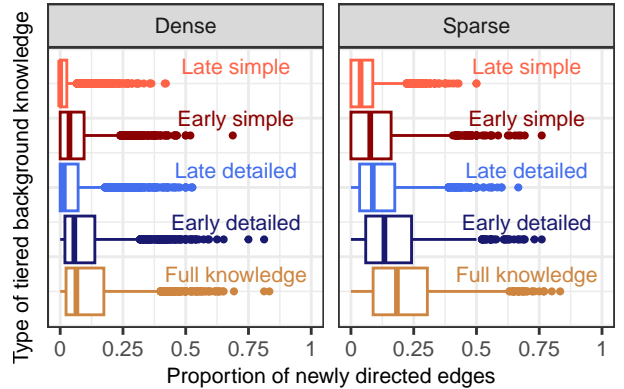 Dense
Sparse
Type of tiered background knowledge
Late simple
Early simple
Late detailed
Early detailed
Full knowledge
Late simple
Early simple
Late detailed
Early detailed
Full knowledge
0 0.25 0.5 0.75 1
0 0.25 0.5 0.75 1
Proportion of newly directed edges